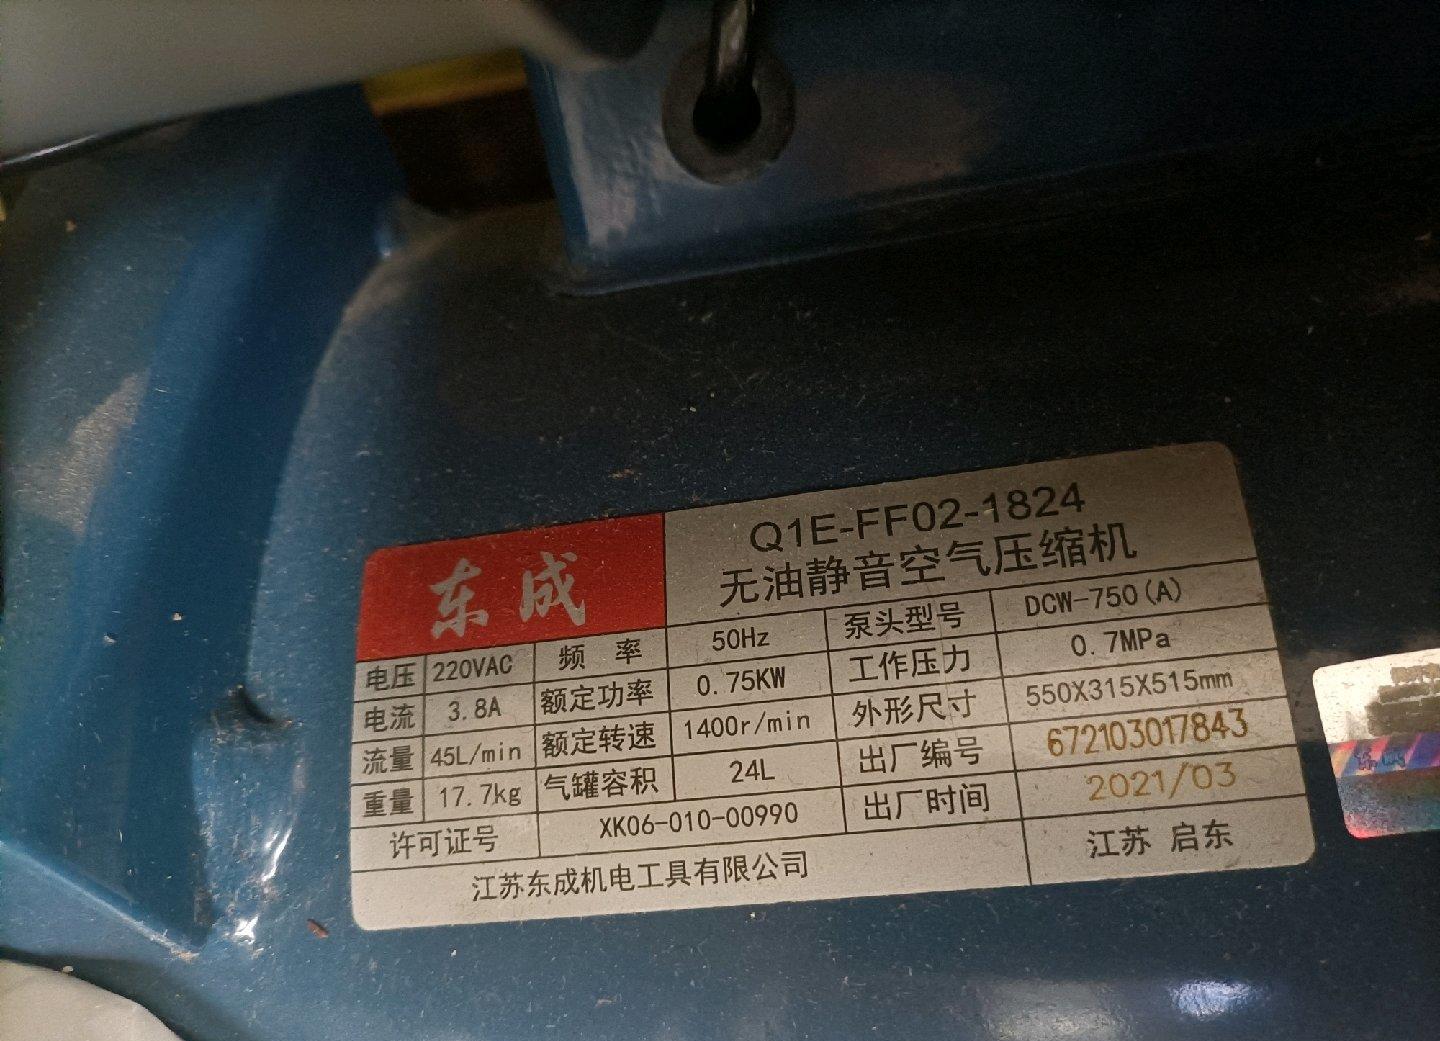 东成
Q1E-FF02-1824
无油静音空气压缩机
电压 220VAC 频 率 50Hz 泵头型号 DCW-750(A)
电流 3.8A 额定功率 0.75KW 工作压力 0.7MPa
流量 45L/min 额定转速 1400r/min 外形尺寸 550X315X515mm
重量 17.7kg 气罐容积 24L 出厂编号 672103017843
许可证号 XK06-010-00990 出厂时间 2021/03
江苏东成机电工具有限公司 江苏 启东